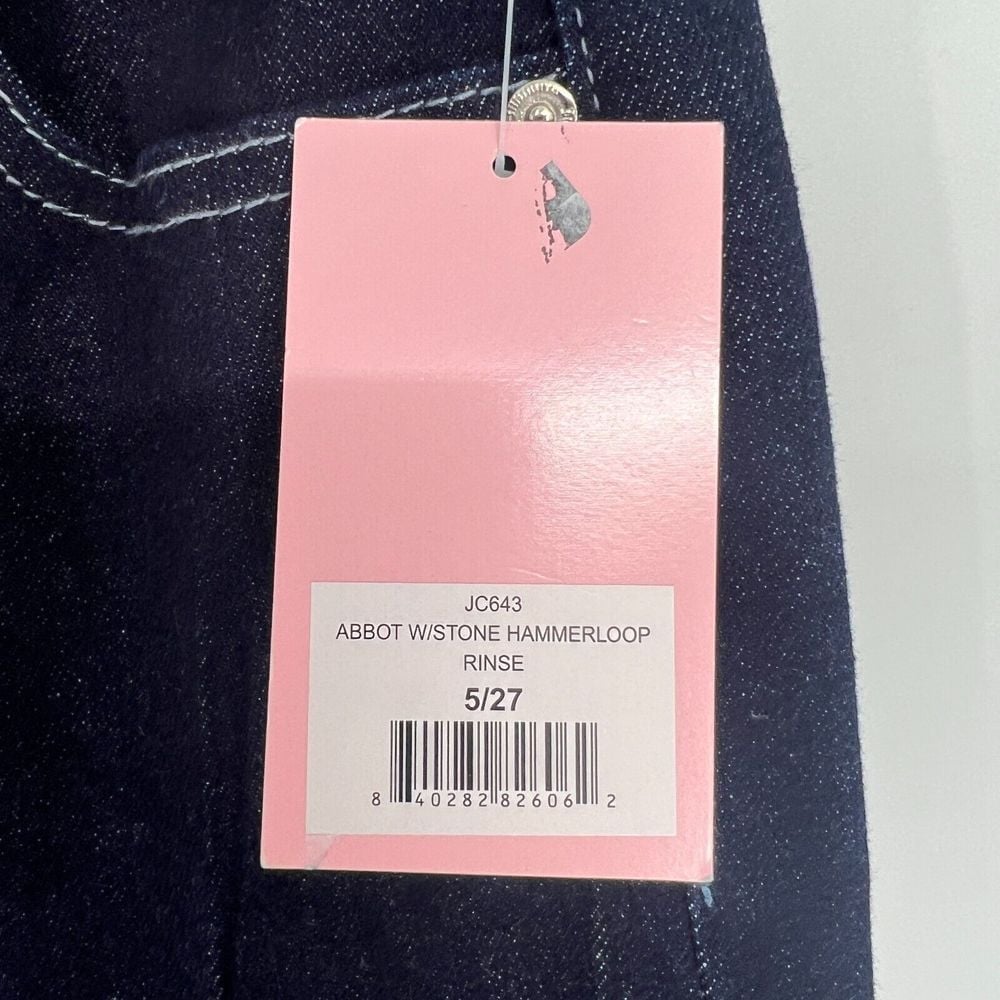 JC643
ABBOT W/STONE HAMMERLOOP
RINSE
5/27
8 40282 82606 2